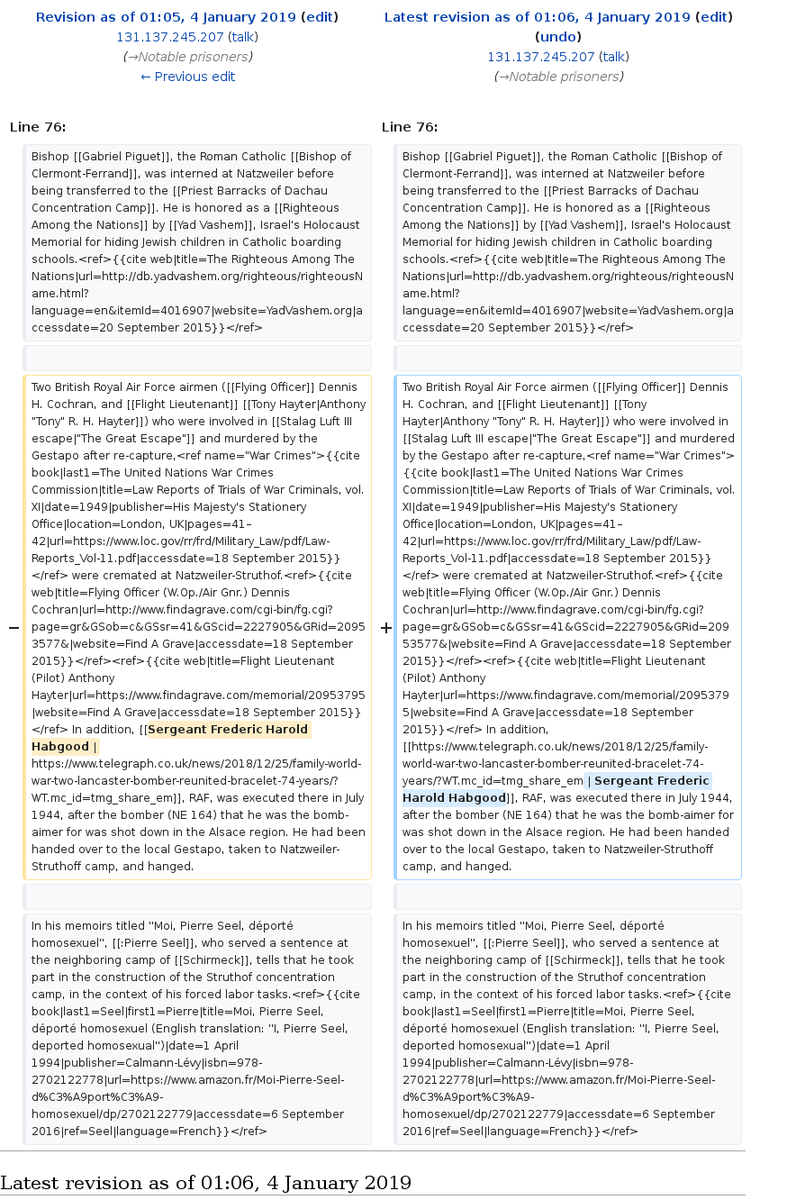 Revision as of 01:05, 4 January 2019 (edit)
131.137.245.207 (talk)
(→Notable prisoners)
← Previous edit
Latest revision as of 01:06, 4 January 2019 (edit)
(undo)
131.137.245.207 (talk)
(→Notable prisoners)
Line 76:
Bishop [[Gabriel Piguet]], the Roman Catholic [[Bishop of
Clermont-Ferrand]], was interned at Natzweiler before
being transferred to the [[Priest Barracks of Dachau
Concentration Camp]]. He is honored as a [[Righteous
Among the Nations]] by [[Yad Vashem]], Israel's Holocaust
Memorial for hiding Jewish children in Catholic boarding
schools.<ref>{{cite web|title=The Righteous Among The
Nations|url=http://db.yadvashem.org/righteous/righteousN
ame.html?
language=en&itemId=4016907|website=YadVashem.org|a
ccessdate=20 September 2015}}</ref>
−
Two British Royal Air Force airmen ([[Flying Officer]] Dennis
H. Cochran, and [[Flight Lieutenant]] [[Tony Hayter|Anthony
"Tony" R. H. Hayter]]) who were involved in [[Stalag Luft III
escape|"The Great Escape"]] and murdered by the
Gestapo after re-capture,<ref name="War Crimes">{{cite
book|last1=The United Nations War Crimes
Commission|title=Law Reports of Trials of War Criminals, vol.
XI|date=1949|publisher=His Majesty's Stationery
Office|location=London, UK|pages=41–
42|url=https://www.loc.gov/rr/frd/Military_Law/pdf/Law-
Reports_Vol-11.pdf|accessdate=18 September 2015}}
</ref> were cremated at Natzweiler-Struthof.<ref>{{cite
web|title=Flying Officer (W.Op./Air Gnr.) Dennis
Cochran|url=http://www.findagrave.com/cgi-bin/fg.cgi?
page=gr&GSob=c&GSsr=41&GScid=2227905&GRid=2095
3577&|website=Find A Grave|accessdate=18 September
2015}}</ref><ref>{{cite web|title=Flight Lieutenant
(Pilot) Anthony
Hayter|url=https://www.findagrave.com/memorial/20953795
|website=Find A Grave|accessdate=18 September 2015}}
</ref> In addition, [[Sergeant Frederic Harold
Habgood |
https://www.telegraph.co.uk/news/2018/12/25/family-world-
war-two-lancaster-bomber-reunited-bracelet-74-years/?
WT.mc_id=tmg_share_em]], RAF, was executed there in July
1944, after the bomber (NE 164) that he was the bomb-
aimer for was shot down in the Alsace region. He had been
handed over to the local Gestapo, taken to Natzweiler-
Struthoff camp, and hanged.
In his memoirs titled ''Moi, Pierre Seel, déporté
homosexuel'', [[:Pierre Seel]], who served a sentence at
the neighboring camp of [[Schirmeck]], tells that he took
part in the construction of the Struthof concentration
camp, in the context of his forced labor tasks.<ref>{{cite
book|last1=Seel|first1=Pierre|title=Moi, Pierre Seel,
déporté homosexuel (English translation: ''I, Pierre Seel,
deported homosexual'')|date=1 April
1994|publisher=Calmann-Lévy|isbn=978-
2702122778|url=https://www.amazon.fr/Moi-Pierre-Seel-
d%C3%A9port%C3%A9-
homosexuel/dp/2702122779|accessdate=6 September
2016|ref=Seel|language=French}}</ref>
Line 76:
Bishop [[Gabriel Piguet]], the Roman Catholic [[Bishop of
Clermont-Ferrand]], was interned at Natzweiler before
being transferred to the [[Priest Barracks of Dachau
Concentration Camp]]. He is honored as a [[Righteous
Among the Nations]] by [[Yad Vashem]], Israel's Holocaust
Memorial for hiding Jewish children in Catholic boarding
schools.<ref>{{cite web|title=The Righteous Among The
Nations|url=http://db.yadvashem.org/righteous/righteousN
ame.html?
language=en&itemId=4016907|website=YadVashem.org|a
ccessdate=20 September 2015}}</ref>
+
Two British Royal Air Force airmen ([[Flying Officer]] Dennis
H. Cochran, and [[Flight Lieutenant]] [[Tony
Hayter|Anthony "Tony" R. H. Hayter]]) who were involved in
[[Stalag Luft III escape|"The Great Escape"]] and murdered
by the Gestapo after re-capture,<ref name="War Crimes">
{{cite book|last1=The United Nations War Crimes
Commission|title=Law Reports of Trials of War Criminals, vol.
XI|date=1949|publisher=His Majesty's Stationery
Office|location=London, UK|pages=41–
42|url=https://www.loc.gov/rr/frd/Military_Law/pdf/Law-
Reports_Vol-11.pdf|accessdate=18 September 2015}}
</ref> were cremated at Natzweiler-Struthof.<ref>{{cite
web|title=Flying Officer (W.Op./Air Gnr.) Dennis
Cochran|url=http://www.findagrave.com/cgi-bin/fg.cgi?
page=gr&GSob=c&GSsr=41&GScid=2227905&GRid=209
53577&|website=Find A Grave|accessdate=18 September
2015}}</ref><ref>{{cite web|title=Flight Lieutenant
(Pilot) Anthony
Hayter|url=https://www.findagrave.com/memorial/2095379
5|website=Find A Grave|accessdate=18 September
2015}}</ref> In addition,
[[https://www.telegraph.co.uk/news/2018/12/25/family-
world-war-two-lancaster-bomber-reunited-bracelet-74-
years/?WT.mc_id=tmg_share_em | Sergeant Frederic
Harold Habgood]], RAF, was executed there in July 1944,
after the bomber (NE 164) that he was the bomb-aimer for
was shot down in the Alsace region. He had been handed
over to the local Gestapo, taken to Natzweiler-Struthoff
camp, and hanged.
In his memoirs titled ''Moi, Pierre Seel, déporté
homosexuel'', [[:Pierre Seel]], who served a sentence at
the neighboring camp of [[Schirmeck]], tells that he took
part in the construction of the Struthof concentration
camp, in the context of his forced labor tasks.<ref>{{cite
book|last1=Seel|first1=Pierre|title=Moi, Pierre Seel,
déporté homosexuel (English translation: ''I, Pierre Seel,
deported homosexual'')|date=1 April
1994|publisher=Calmann-Lévy|isbn=978-
2702122778|url=https://www.amazon.fr/Moi-Pierre-Seel-
d%C3%A9port%C3%A9-
homosexuel/dp/2702122779|accessdate=6 September
2016|ref=Seel|language=French}}</ref>
Latest revision as of 01:06, 4 January 2019